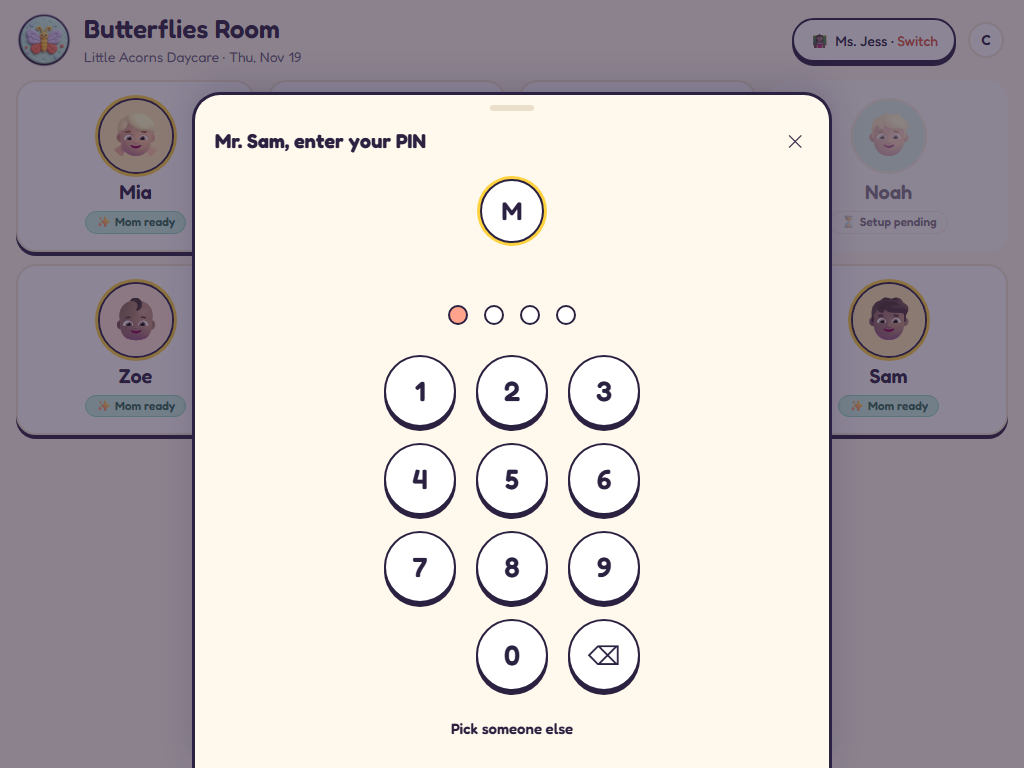 Butterflies Room
Little Acorns Daycare · Thu, Nov 19
Ms. Jess · Switch
C
Mr. Sam, enter your PIN
M
Mia
Mom ready
Noah
Setup pending
1 2 3
4 5 6
Zoe
Mom ready
Sam
Mom ready
7 8 9
0
Pick someone else